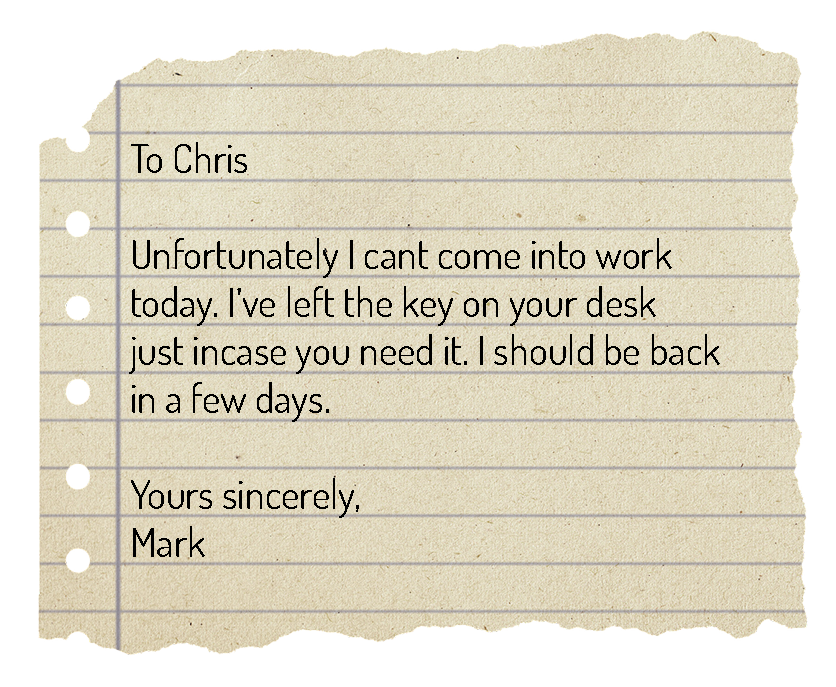 To Chris
Unfortunately I cant come into work
today. I've left the key on your desk
just incase you need it. I should be back
in a few days.
Yours sincerely,
Mark